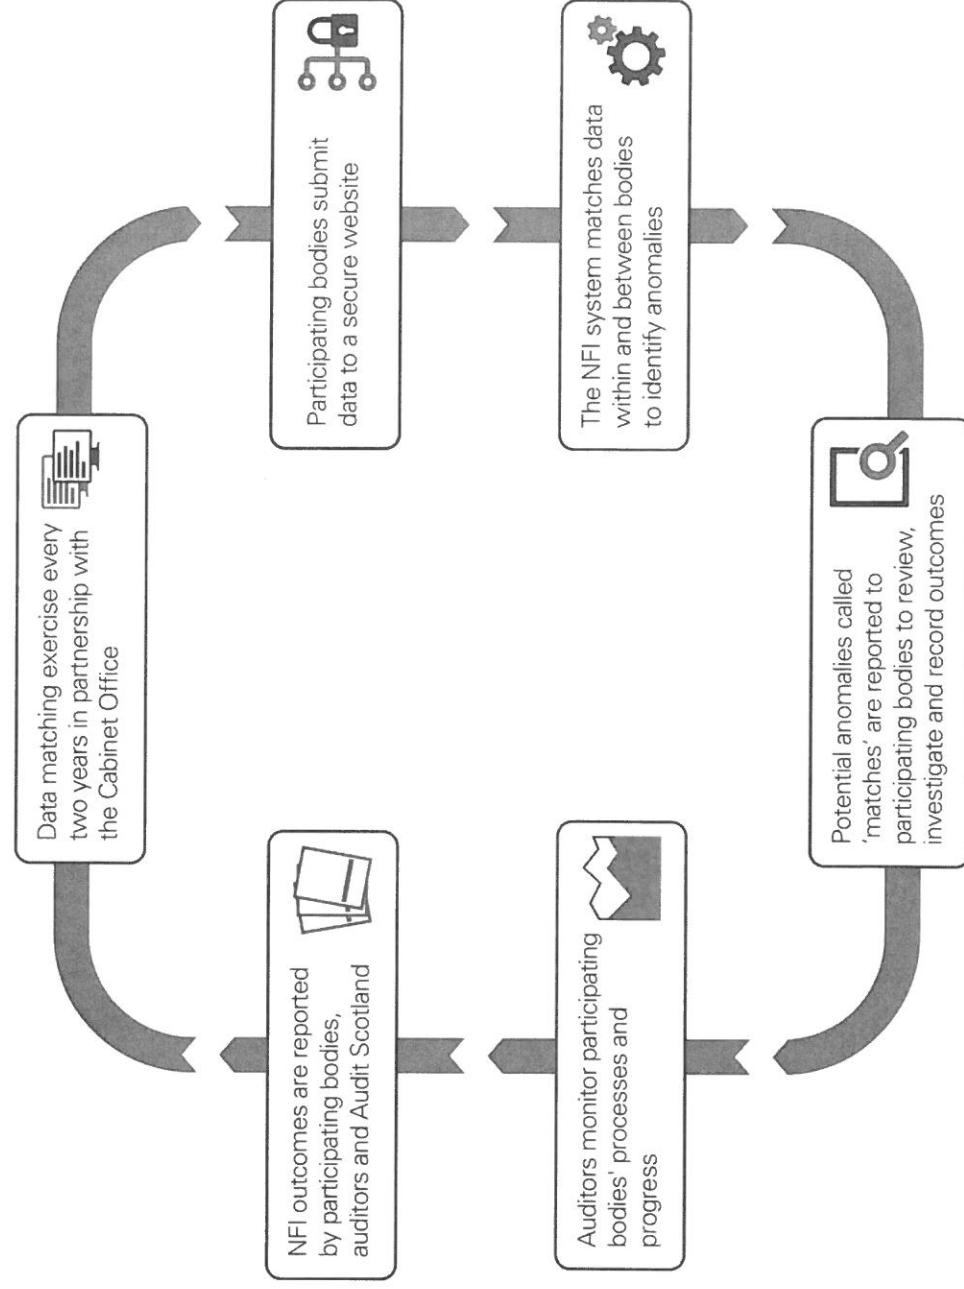 Data matching exercise every
two years in partnership with
the Cabinet Office
Participating bodies submit
data to a secure website
The NFI system matches data
within and between bodies
to identify anomalies
Potential anomalies called
'matches' are reported to
participating bodies to review,
investigate and record outcomes
Auditors monitor participating
bodies' processes and
progress
NFI outcomes are reported
by participating bodies,
auditors and Audit Scotland